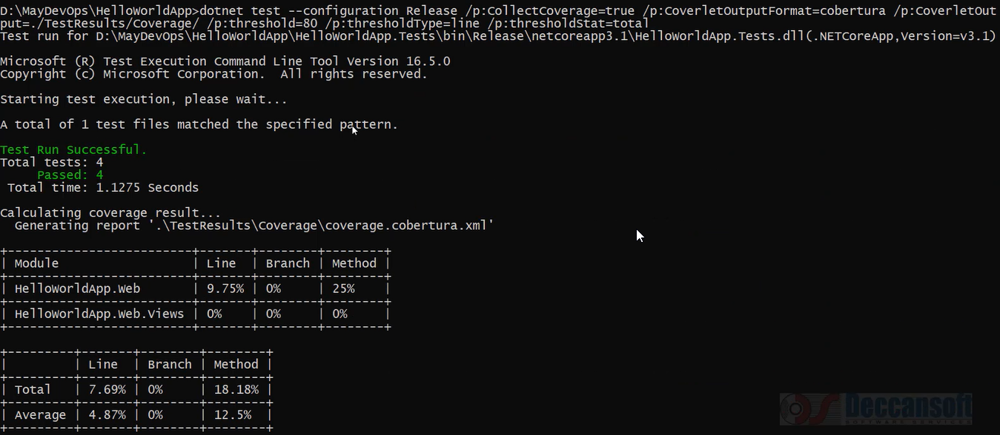 D:\MayDevOps\HelloWorldApp>dotnet test --configuration Release /p:CollectCoverage=true /p:CoverletOutputFormat=cobertura /p:CoverletOut
put=./TestResults/Coverage/ /p:threshold=80 /p:thresholdType=line /p:thresholdStat=total
Test run for D:\MayDevOps\HelloWorldApp\HelloWorldApp.Tests\bin\Release\netcoreapp3.1\HelloWorldApp.Tests.dll(.NETCoreApp,Version=v3.1)
Microsoft (R) Test Execution Command Line Tool Version 16.5.0
Copyright (c) Microsoft Corporation.  All rights reserved.
Starting test execution, please wait...
A total of 1 test files matched the specified pattern.
Test Run Successful.
Total tests: 4
     Passed: 4
 Total time: 1.1275 Seconds
Calculating coverage result...
  Generating report '.\TestResults\Coverage\coverage.cobertura.xml'
+-------------------------+-------+--------+--------+
| Module                  | Line  | Branch | Method |
+-------------------------+-------+--------+--------+
| HelloWorldApp.Web       | 9.75% | 0%     | 25%    |
+-------------------------+-------+--------+--------+
| HelloWorldApp.Web.Views | 0%    | 0%     | 0%     |
+-------------------------+-------+--------+--------+
+---------+-------+--------+--------+
|         | Line  | Branch | Method |
+---------+-------+--------+--------+
| Total   | 7.69% | 0%     | 18.18% |
+---------+-------+--------+--------+
| Average | 4.87% | 0%     | 12.5%  |
+---------+-------+--------+--------+
Deccansoft
SOFTWARE SERVICES